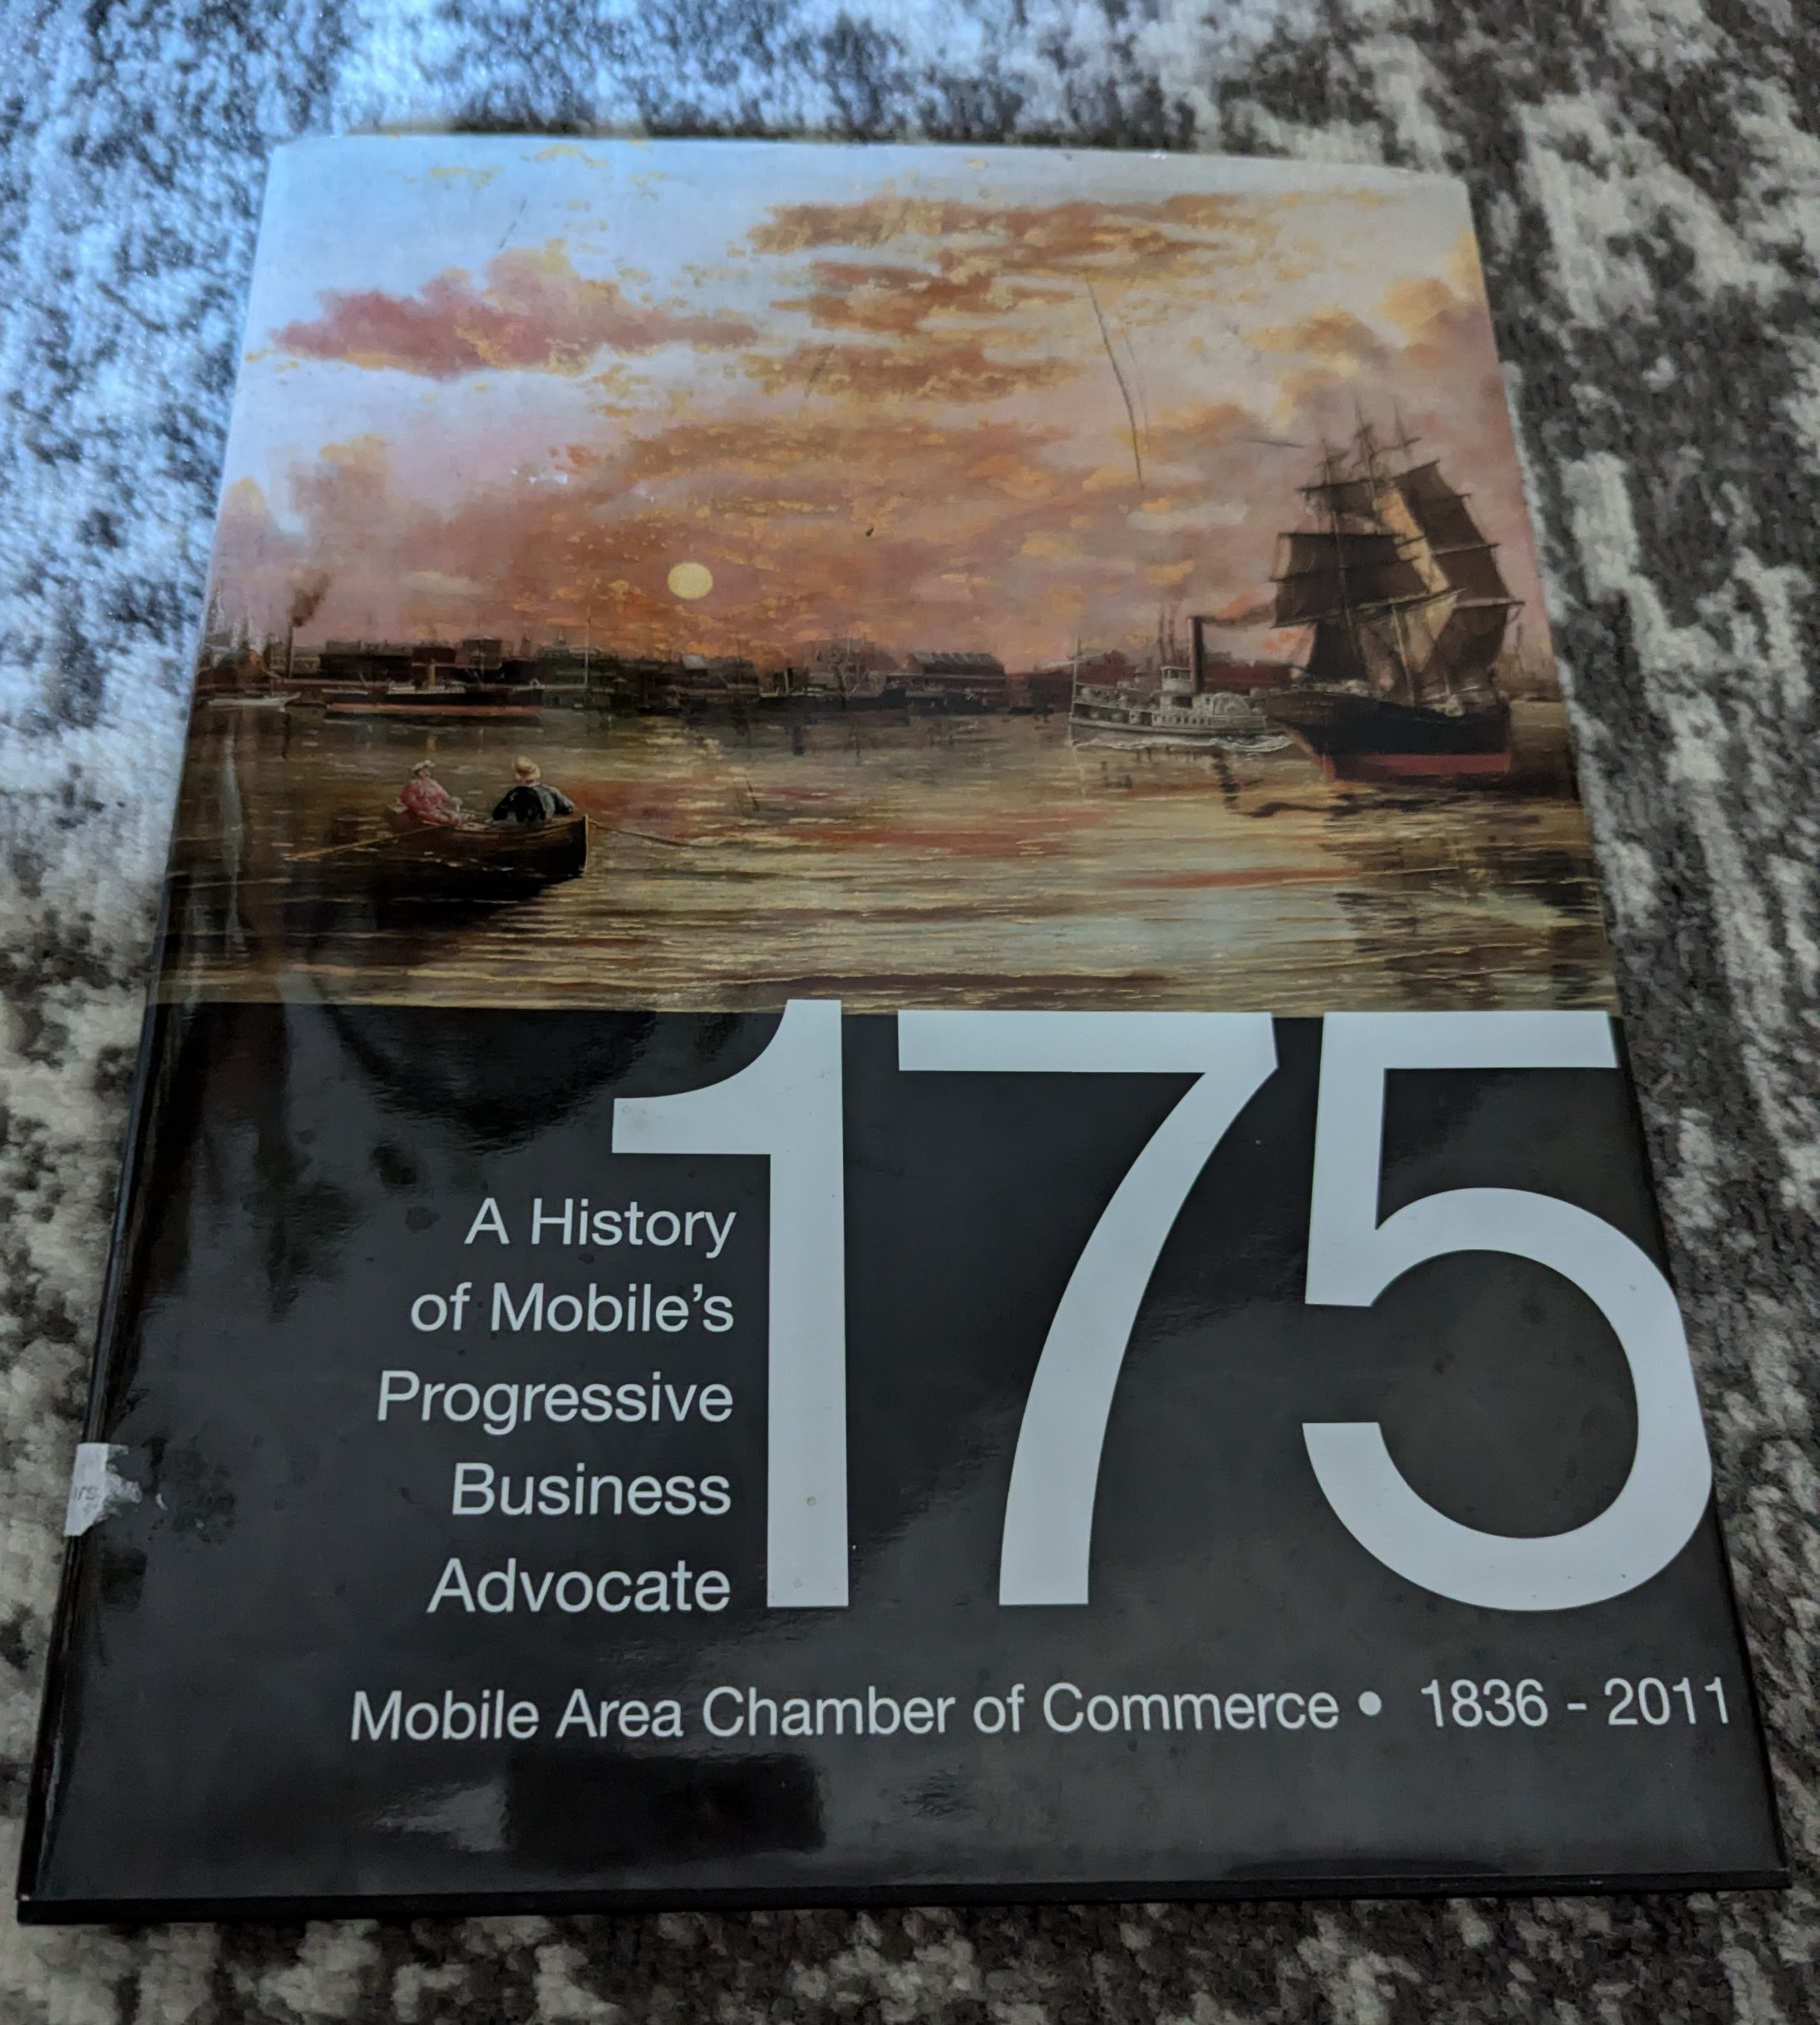 175
A History
of Mobile's
Progressive
Business
Advocate
Mobile Area Chamber of Commerce • 1836 - 2011